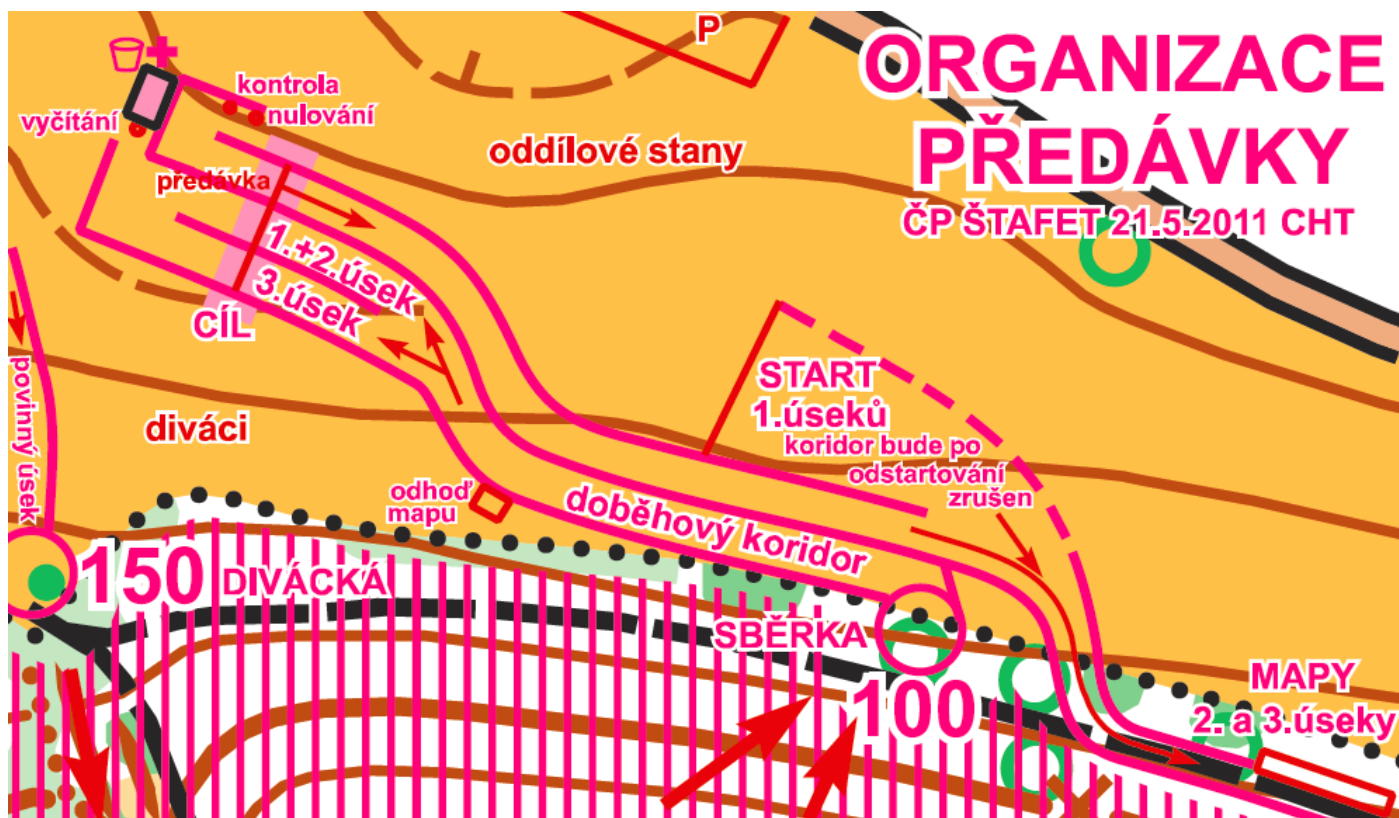 P
ORGANIZACE
PŘEDÁVKY
ČP ŠTAFET 21.5.2011 CHT
kontrola
nulování
vyčítání
oddílové stany
předávka
1.+2.úsek
3.úsek
CÍL
povinný úsek
diváci
START
1.úseků
koridor bude po
odstartování
zrušen
odhoď
mapu
doběhový koridor
150 DIVÁCKÁ
SBĚRKA
100
MAPY
2. a 3.úseky